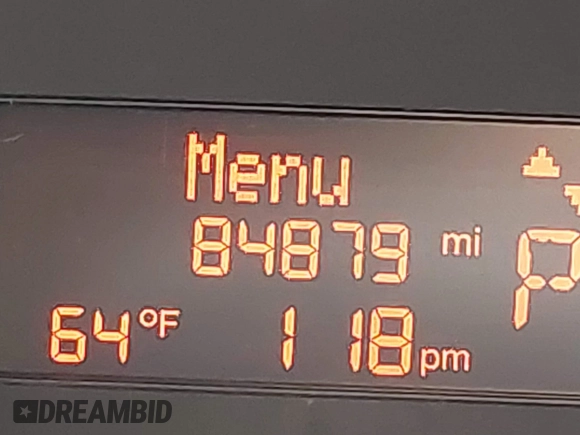 Menu
84879 mi
P
64 °F 1 18 pm
DREAMBID